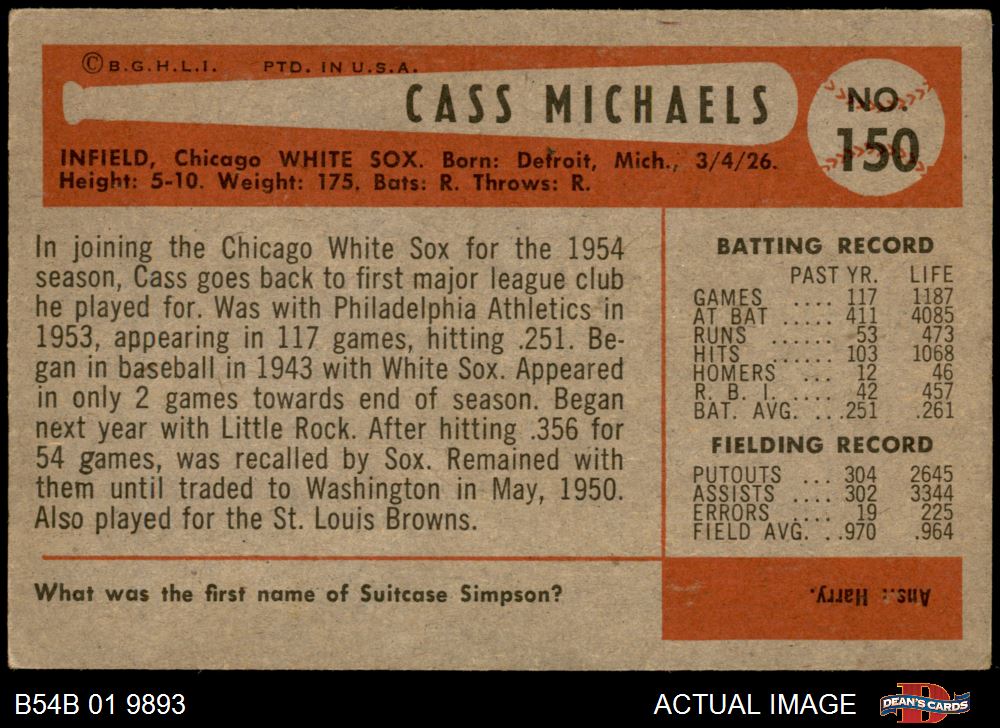 ©B.G.H.L.I. PTD. IN U.S.A.
CASS MICHAELS
NO.
150
INFIELD, Chicago WHITE SOX. Born: Detroit, Mich., 3/4/26.
Height: 5-10. Weight: 175. Bats: R. Throws: R.
In joining the Chicago White Sox for the 1954
season, Cass goes back to first major league club
he played for. Was with Philadelphia Athletics in
1953, appearing in 117 games, hitting .251. Be-
gan in baseball in 1943 with White Sox. Appeared
in only 2 games towards end of season. Began
next year with Little Rock. After hitting .356 for
54 games, was recalled by Sox. Remained with
them until traded to Washington in May, 1950.
Also played for the St. Louis Browns.
BATTING RECORD
PAST YR. LIFE
GAMES .... 117 1187
AT BAT ..... 411 4085
RUNS ...... 53 473
HITS ...... 103 1068
HOMERS ... 12 46
R. B. I. .... 42 457
BAT. AVG. ...251 .261
FIELDING RECORD
PUTOUTS ... 304 2645
ASSISTS .... 302 3344
ERRORS .... 19 225
FIELD AVG. ..970 .964
What was the first name of Suitcase Simpson?
Ans.: Harry.
B54B 01 9893
ACTUAL IMAGE
DEAN'S CARDS